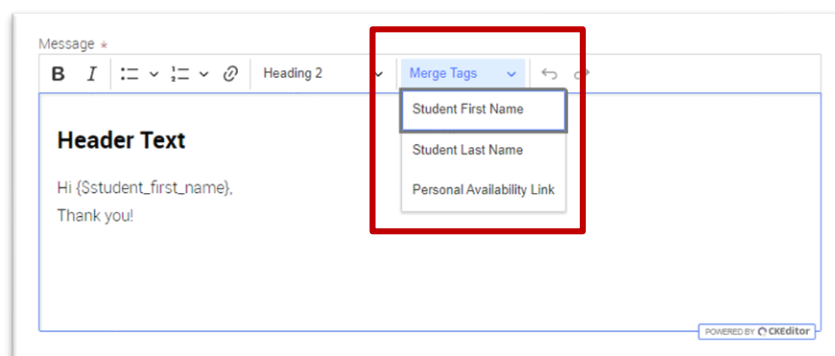 Message *
B I Heading 2 Merge Tags
Student First Name
Student Last Name
Personal Availability Link
Header Text
Hi {$student_first_name},
Thank you!
POWERED BY CKEditor